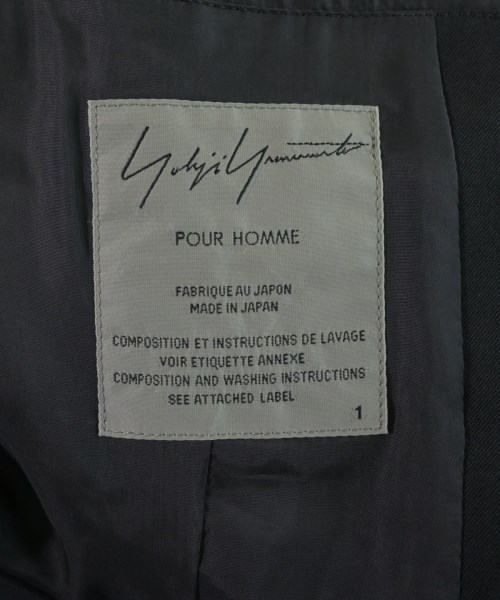 Yohji Yamamoto
POUR HOMME
FABRIQUE AU JAPON
MADE IN JAPAN
COMPOSITION ET INSTRUCTIONS DE LAVAGE
VOIR ETIQUETTE ANNEXE
COMPOSITION AND WASHING INSTRUCTIONS
SEE ATTACHED LABEL
1